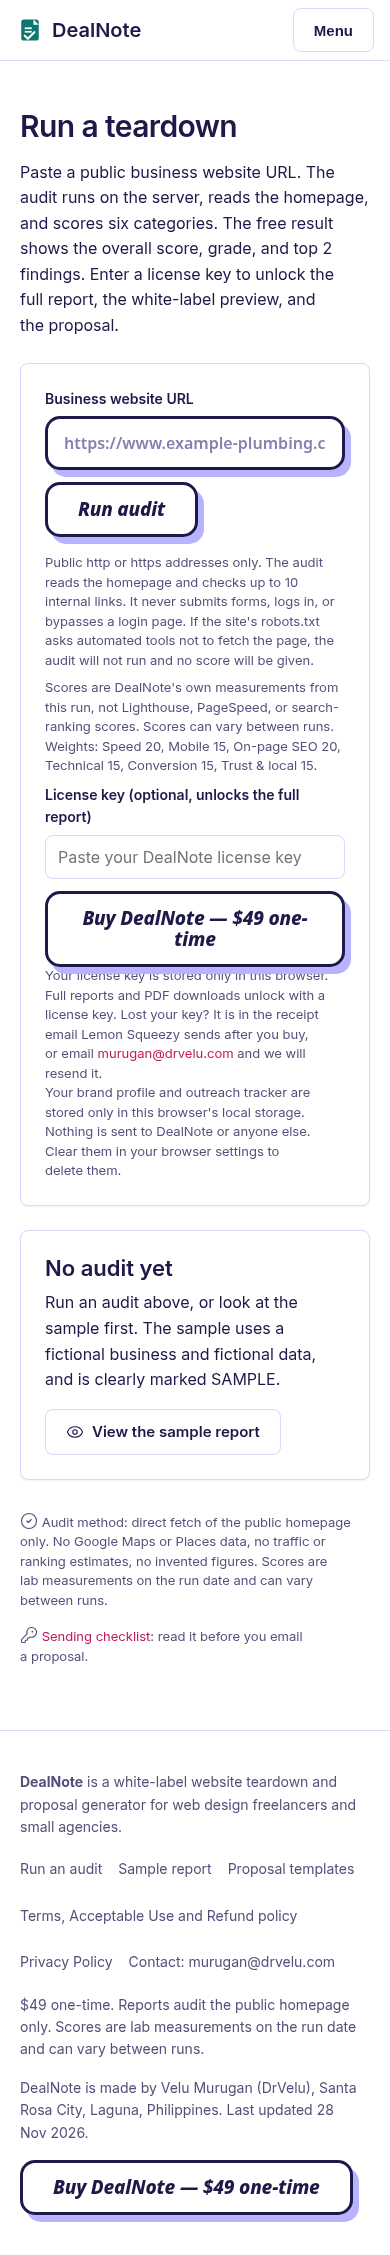 DealNote
Menu
Run a teardown
Paste a public business website URL. The
audit runs on the server, reads the homepage,
and scores six categories. The free result
shows the overall score, grade, and top 2
findings. Enter a license key to unlock the
full report, the white-label preview, and
the proposal.
Business website URL
https://www.example-plumbing.c
Run audit
Public http or https addresses only. The audit
reads the homepage and checks up to 10
internal links. It never submits forms, logs in, or
bypasses a login page. If the site's robots.txt
asks automated tools not to fetch the page, the
audit will not run and no score will be given.
Scores are DealNote's own measurements from
this run, not Lighthouse, PageSpeed, or search-
ranking scores. Scores can vary between runs.
Weights: Speed 20, Mobile 15, On-page SEO 20,
Technical 15, Conversion 15, Trust & local 15.
License key (optional, unlocks the full
report)
Paste your DealNote license key
Buy DealNote — $49 one-
time
Your license key is stored only in this browser.
Full reports and PDF downloads unlock with a
license key. Lost your key? It is in the receipt
email Lemon Squeezy sends after you buy,
or email murugan@drvelu.com and we will
resend it.
Your brand profile and outreach tracker are
stored only in this browser's local storage.
Nothing is sent to DealNote or anyone else.
Clear them in your browser settings to
delete them.
No audit yet
Run an audit above, or look at the
sample first. The sample uses a
fictional business and fictional data,
and is clearly marked SAMPLE.
View the sample report
Audit method: direct fetch of the public homepage
only. No Google Maps or Places data, no traffic or
ranking estimates, no invented figures. Scores are
lab measurements on the run date and can vary
between runs.
Sending checklist: read it before you email
a proposal.
DealNote is a white-label website teardown and
proposal generator for web design freelancers and
small agencies.
Run an audit Sample report Proposal templates
Terms, Acceptable Use and Refund policy
Privacy Policy Contact: murugan@drvelu.com
$49 one-time. Reports audit the public homepage
only. Scores are lab measurements on the run date
and can vary between runs.
DealNote is made by Velu Murugan (DrVelu), Santa
Rosa City, Laguna, Philippines. Last updated 28
Nov 2026.
Buy DealNote — $49 one-time